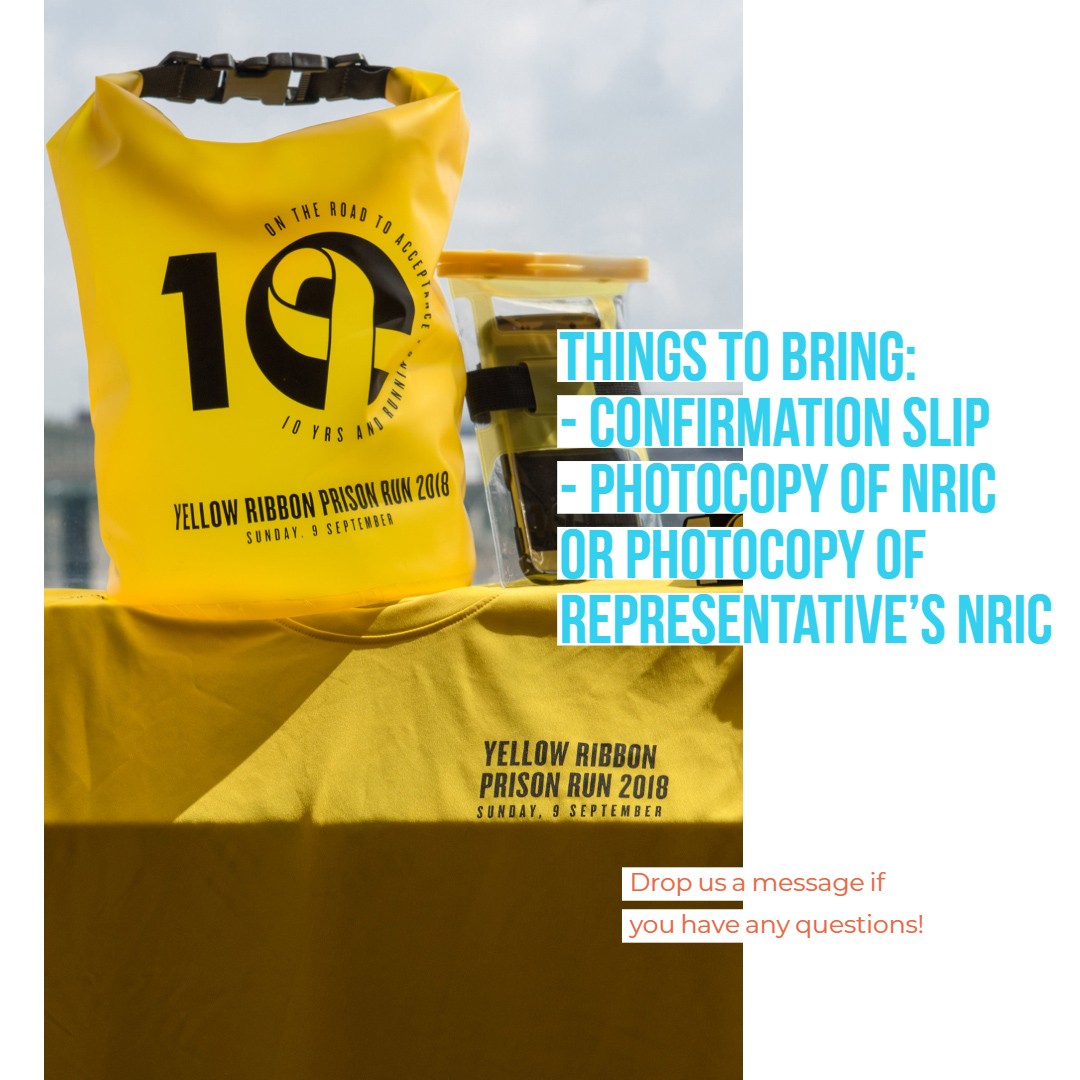 ON THE ROAD TO ACCEPTANCE
10
10 YRS AND RUNNING
YELLOW RIBBON PRISON RUN 2018
SUNDAY. 9 SEPTEMBER
THINGS TO BRING:
- CONFIRMATION SLIP
- PHOTOCOPY OF NRIC
OR PHOTOCOPY OF
REPRESENTATIVE’S NRIC
YELLOW RIBBON
PRISON RUN 2018
SUNDAY, 9 SEPTEMBER
Drop us a message if
you have any questions!